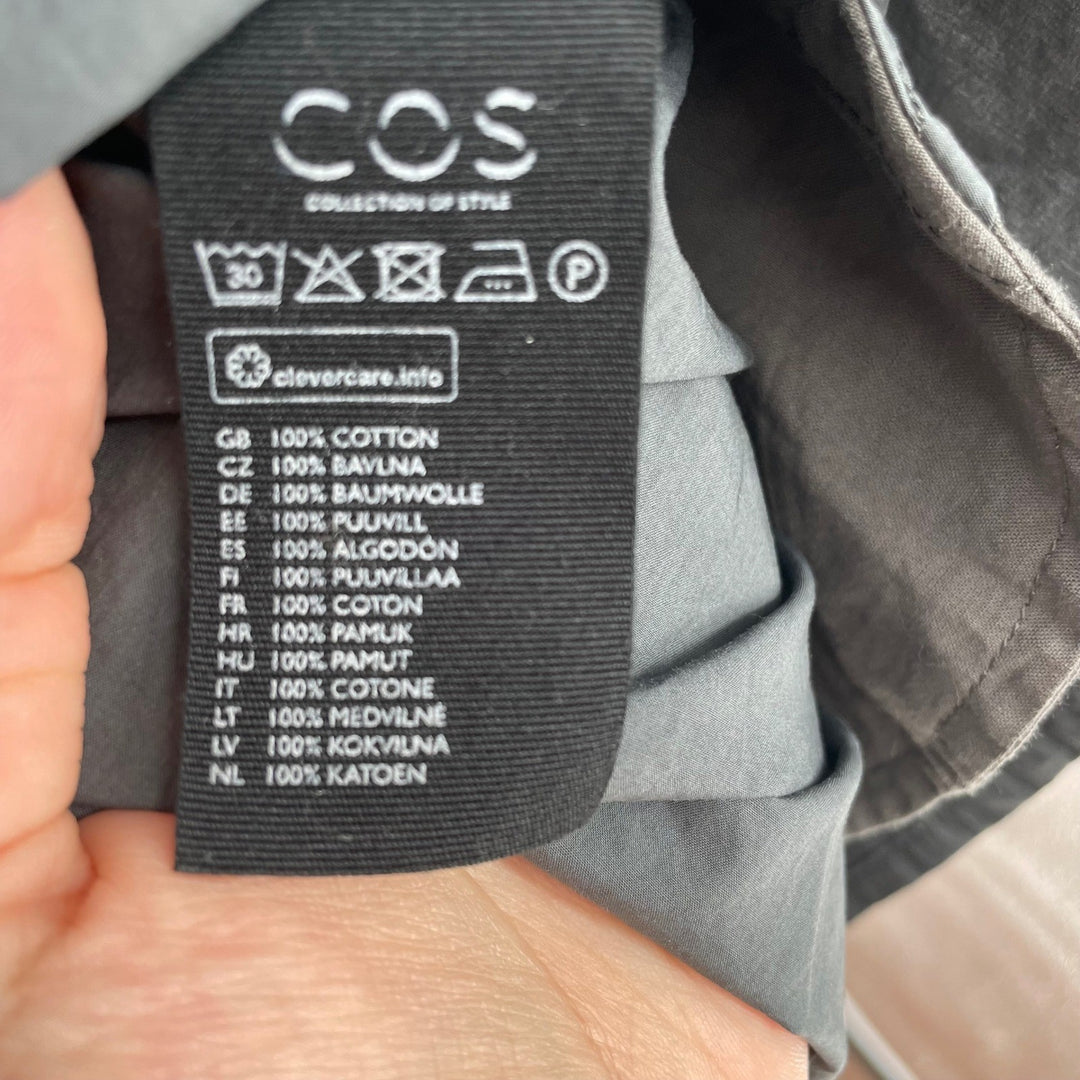 COS
COLLECTION OF STYLE
30 P
clevercare.info
GB 100% COTTON
CZ 100% BAVLNA
DE 100% BAUMWOLLE
EE 100% PUUVILL
ES 100% ALGODÓN
FI 100% PUUVILLAA
FR 100% COTON
HR 100% PAMUK
HU 100% PAMUT
IT 100% COTONE
LT 100% MEDVILNĖ
LV 100% KOKVILNA
NL 100% KATOEN